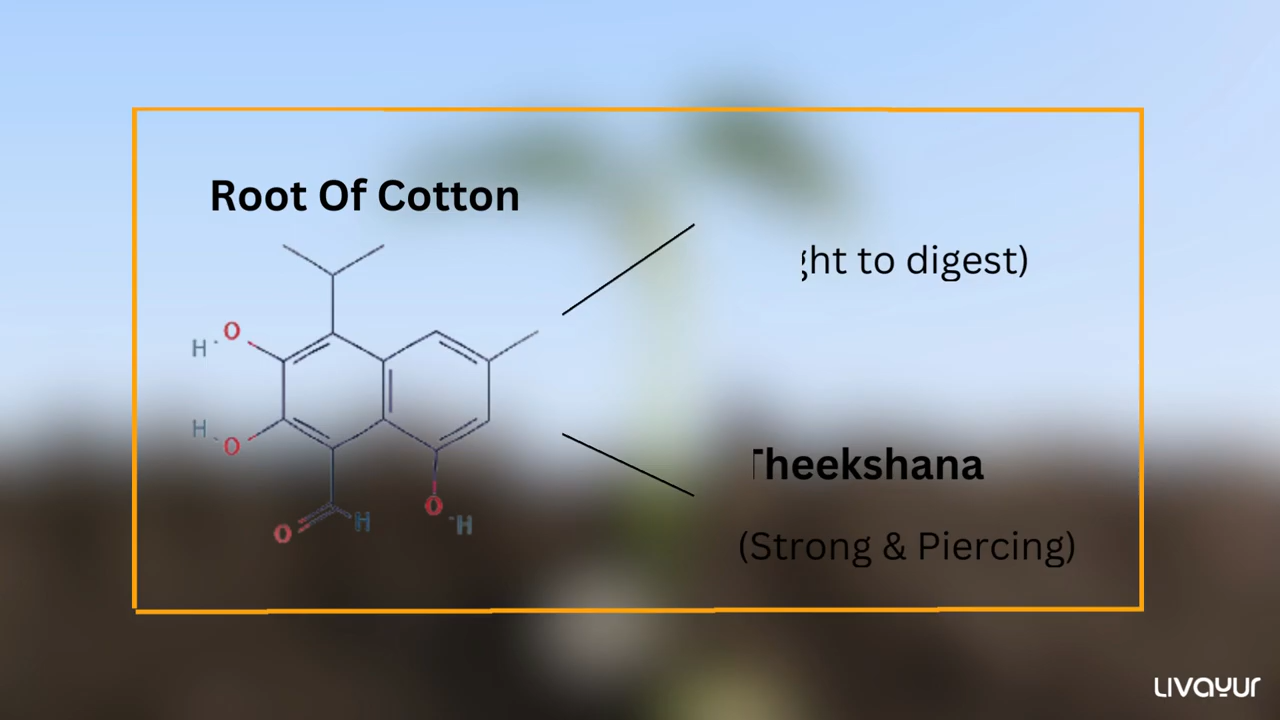 Root Of Cotton
ght to digest)
H O
H O
O H
O H
Theekshana
(Strong & Piercing)
LIVAYUR